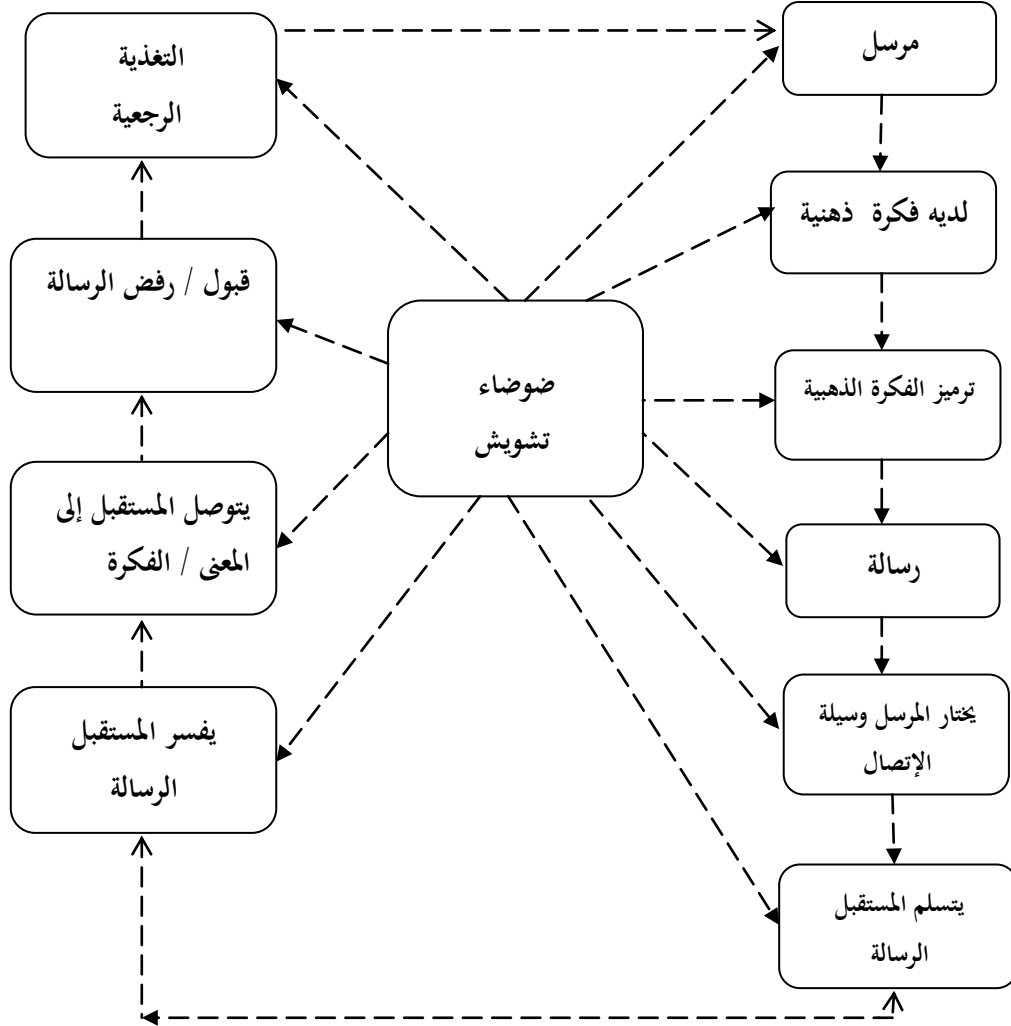 مرسل
لديه فكرة ذهنية
ترميز الفكرة الذهبية
رسالة
يختار المرسل وسيلة
الإتصال
يتسلم المستقبل
الرسالة
يفسر المستقبل
الرسالة
يتوصل المستقبل إلى
المعنى / الفكرة
قبول / رفض الرسالة
التغذية
الرجعية
ضوضاء
تشويش